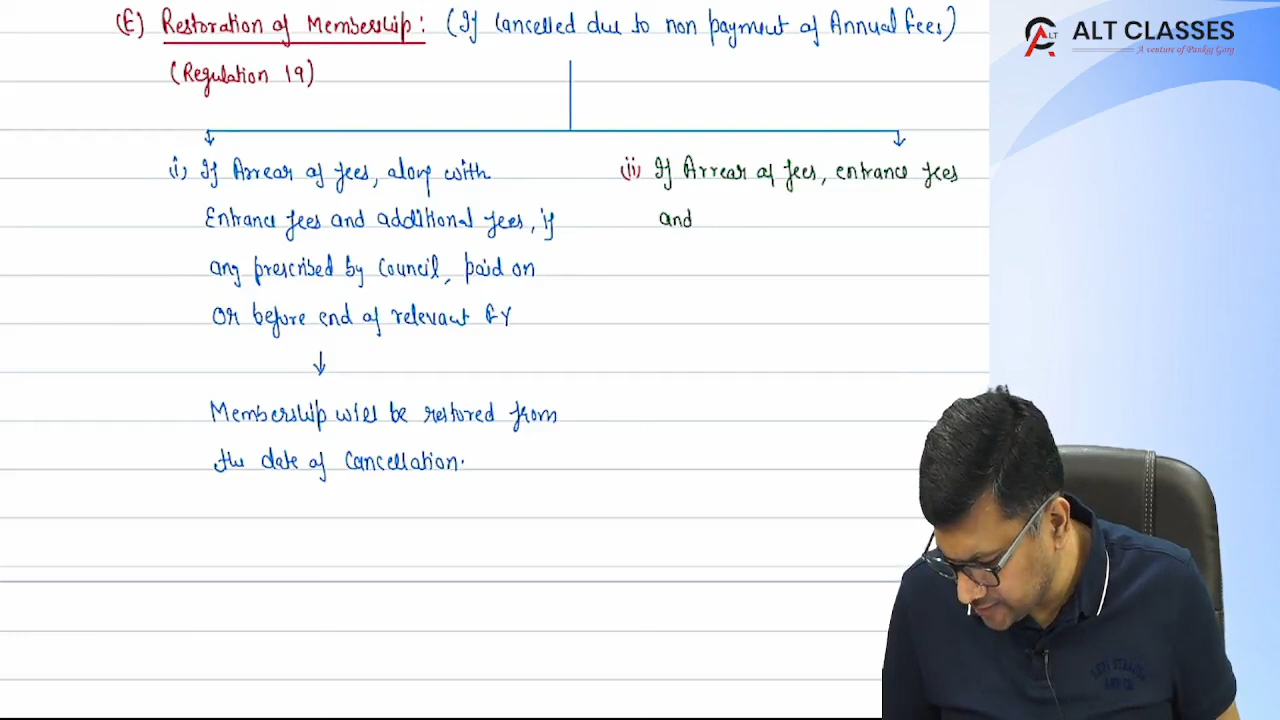 (E) Restoration of Membership: (If Cancelled due to non payment of Annual Fees)
(Regulation 19)
(i) If Arrear of fees, along with
Entrance fees and additional fees, if
any prescribed by Council, paid on
or before end of relevant FY
↓
Membership will be restored from
the date of Cancellation.
(ii) If Arrear of fees, entrance fees
and
ALT
ALT CLASSES
A venture of Pankaj Garg